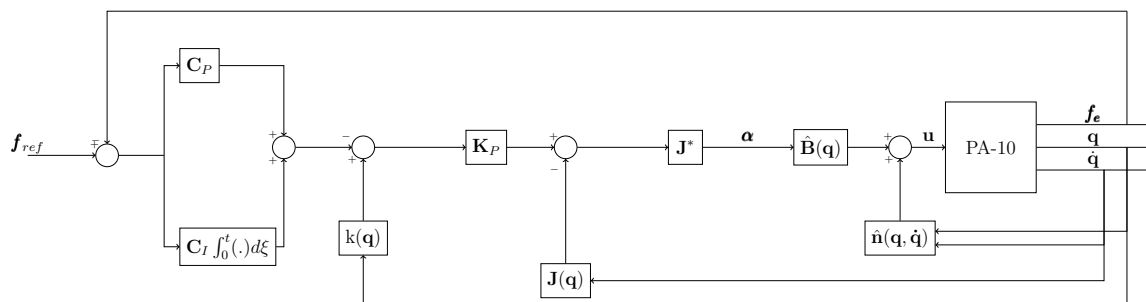 𝒇_ref
∓
C_P
C_I ∫_0^t(.)dξ
+
+
−
+
k(q)
K_P
+
−
J(q)
J*
α
B̂(q)
+
+
n̂(q, q̇)
u
PA-10
f_e
q
q̇